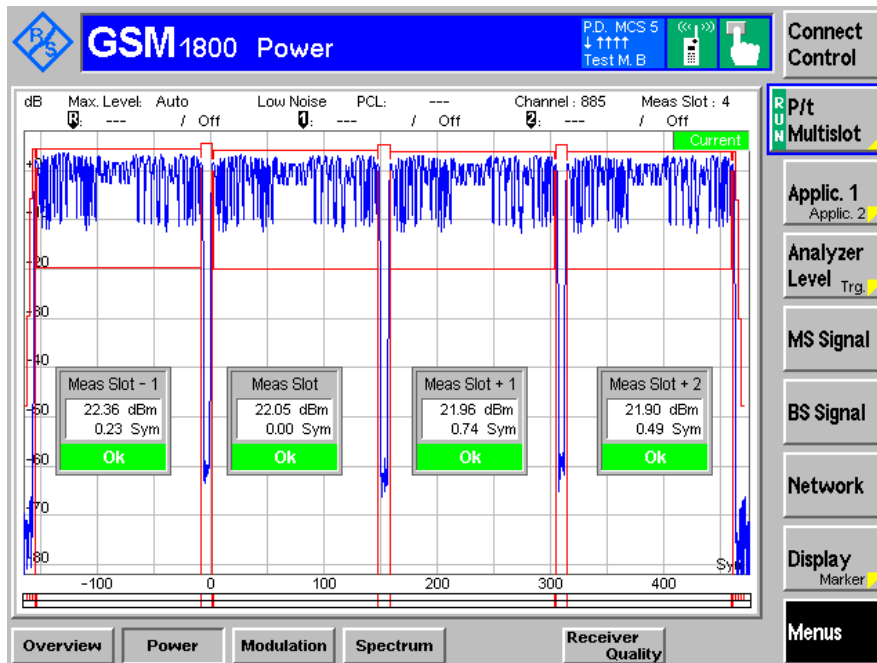 R/S
GSM 1800 Power
P.D. MCS 5
↓ ↑↑↑↑
Test M. B
Connect
Control
dB Max. Level: Auto Low Noise PCL: --- Channel : 885 Meas Slot : 4
R: --- / Off 1: --- / Off 2: --- / Off
RUN
P/t
Multislot
Current
Applic. 1
Applic. 2
Analyzer
Level Trg.
MS Signal
BS Signal
Network
Display
Marker
Menus
-20
-30
-40
-50
-60
-70
-80
Meas Slot - 1
22.36 dBm
0.23 Sym
Ok
Meas Slot
22.05 dBm
0.00 Sym
Ok
Meas Slot + 1
21.96 dBm
0.74 Sym
Ok
Meas Slot + 2
21.90 dBm
0.49 Sym
Ok
-100 0 100 200 300 400
Overview Power Modulation Spectrum Receiver
Quality